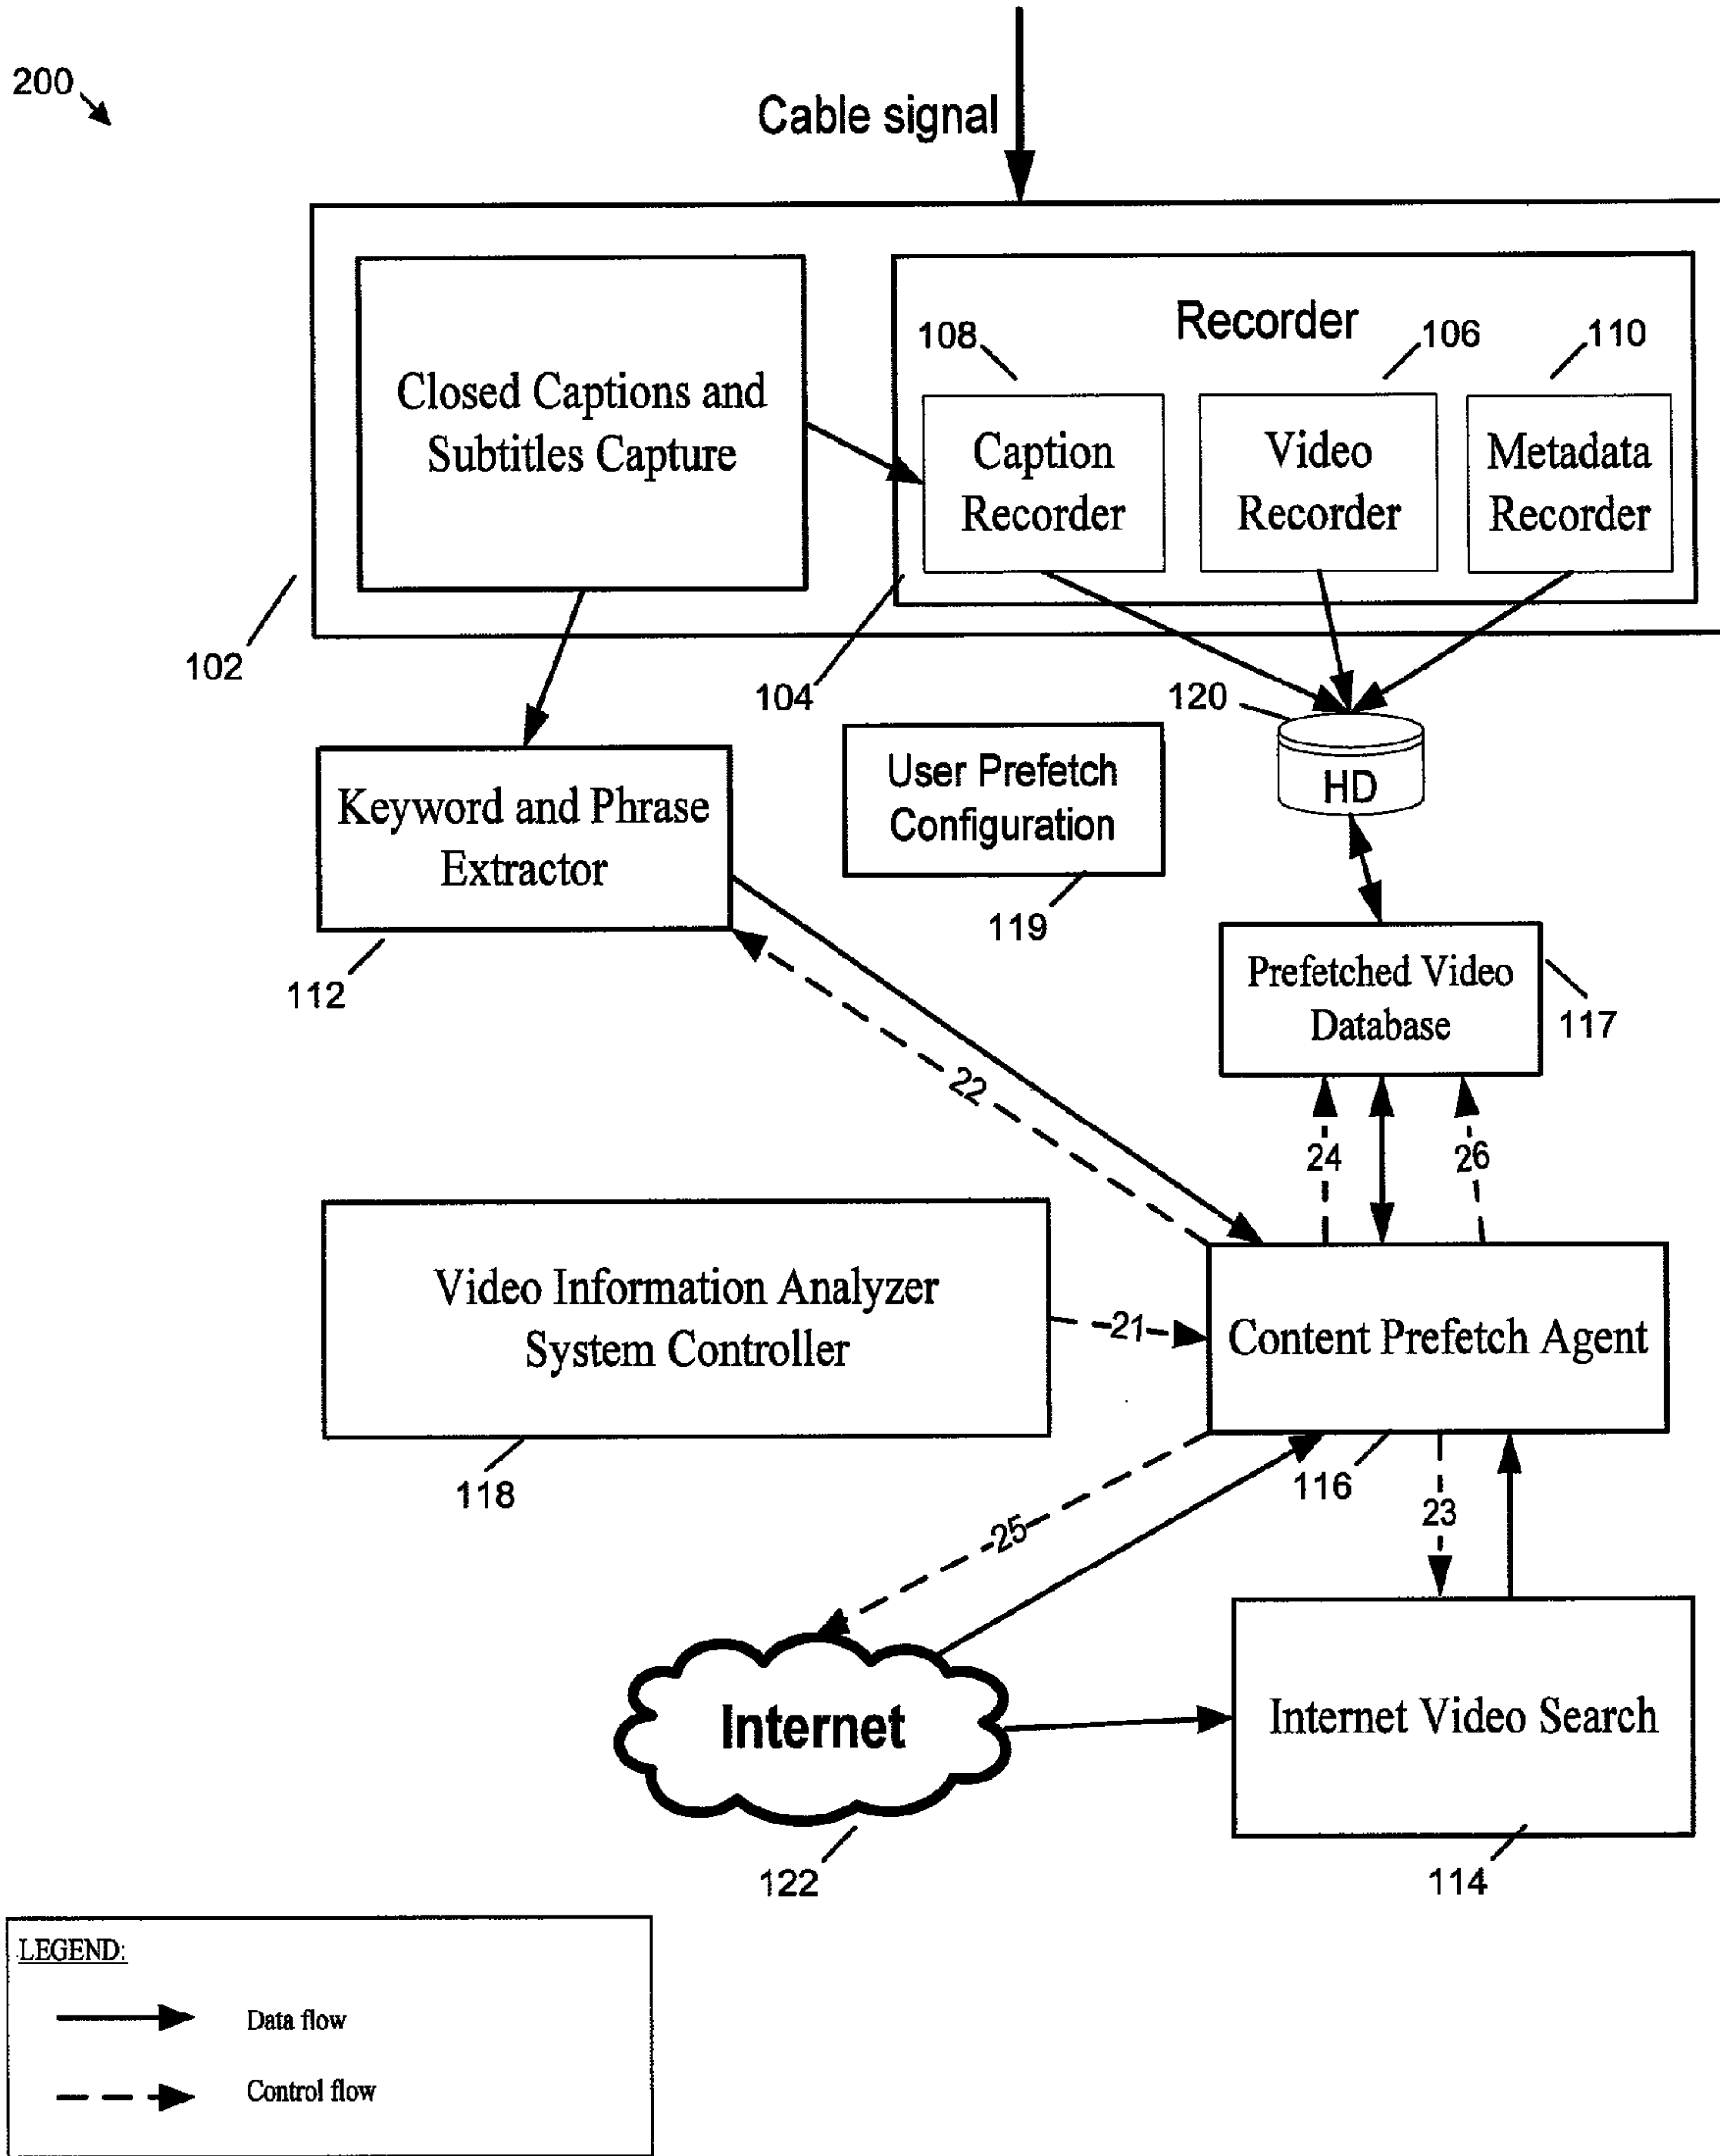 200
Cable signal
Closed Captions and
Subtitles Capture
Recorder
108
106
110
Caption
Recorder
Video
Recorder
Metadata
Recorder
102
104
120
HD
Keyword and Phrase
Extractor
112
User Prefetch
Configuration
119
Prefetched Video
Database
117
22
24
26
Video Information Analyzer
System Controller
118
21
Content Prefetch Agent
116
25
23
Internet
122
Internet Video Search
114
LEGEND:
Data flow
Control flow